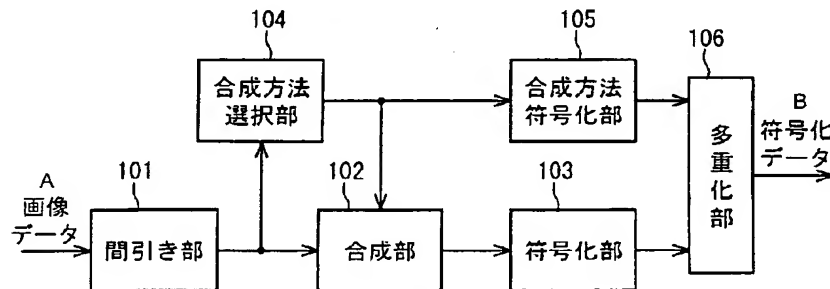 104
合成方法
選択部
105
合成方法
符号化部
106
多重化部
B
符号化
データ
A
画像
データ
101
間引き部
102
合成部
103
符号化部